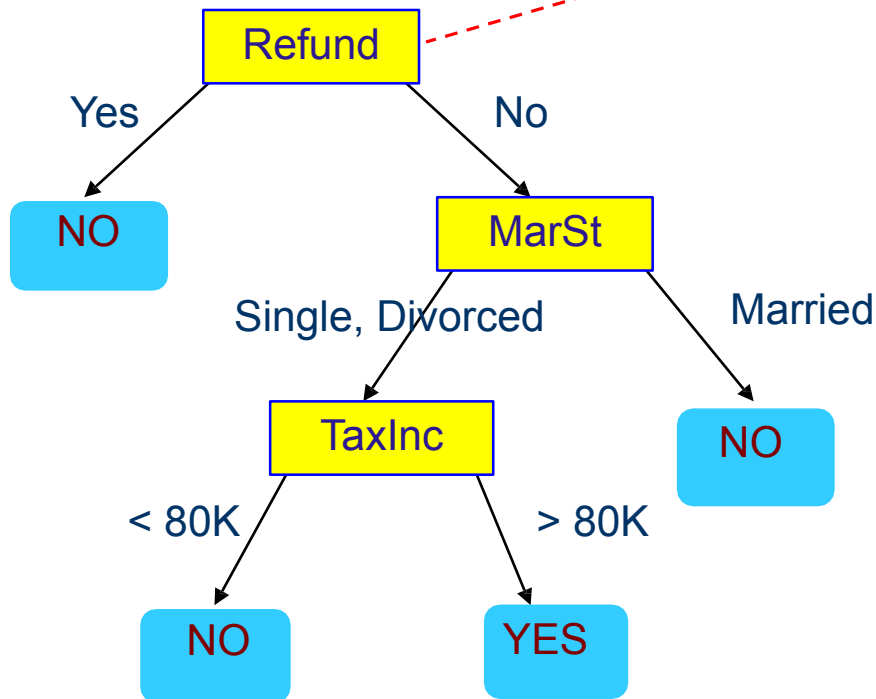 Refund
Yes
No
NO
MarSt
Single, Divorced
Married
TaxInc
NO
< 80K
> 80K
NO
YES